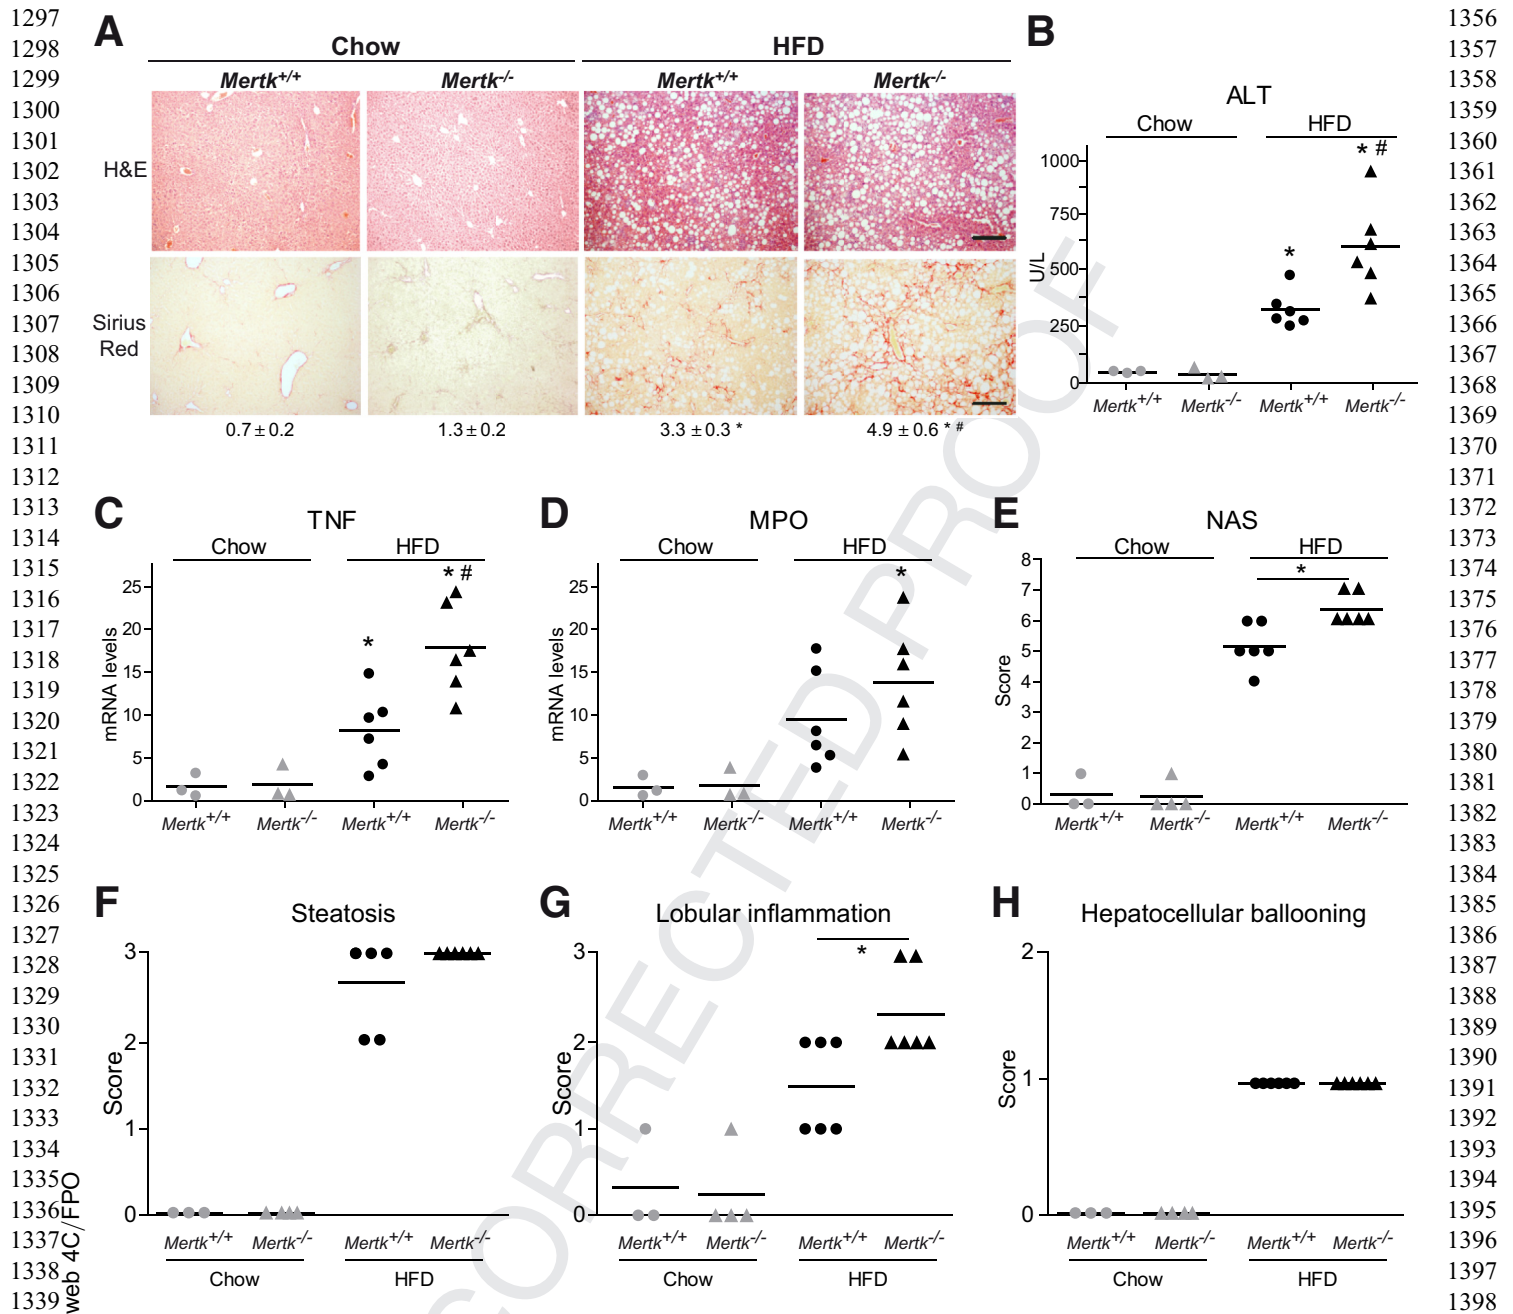 1297
1298
1299
1300
1301
1302
1303
1304
1305
1306
1307
1308
1309
1310
1311
1312
1313
1314
1315
1316
1317
1318
1319
1320
1321
1322
1323
1324
1325
1326
1327
1328
1329
1330
1331
1332
1333
1334
1335
1336
1337
1338
1339
web 4C/FPO
A
Chow HFD
Mertk+/+ Mertk-/- Mertk+/+ Mertk-/-
H&E
Sirius
Red
0.7 ± 0.2 1.3 ± 0.2 3.3 ± 0.3 * 4.9 ± 0.6 * #
B
ALT
Chow HFD
* #
*
U/L
1000
750
500
250
0
Mertk+/+ Mertk-/- Mertk+/+ Mertk-/-
C
TNF
Chow HFD
* #
*
mRNA levels
25
20
15
10
5
0
Mertk+/+ Mertk-/- Mertk+/+ Mertk-/-
D
MPO
Chow HFD
*
mRNA levels
25
20
15
10
5
0
Mertk+/+ Mertk-/- Mertk+/+ Mertk-/-
E
NAS
Chow HFD
*
Score
8
7
6
5
4
3
2
1
0
Mertk+/+ Mertk-/- Mertk+/+ Mertk-/-
F
Steatosis
Score
3
2
1
0
Mertk+/+ Mertk-/- Mertk+/+ Mertk-/-
Chow HFD
G
Lobular inflammation
*
Score
3
2
1
0
Mertk+/+ Mertk-/- Mertk+/+ Mertk-/-
Chow HFD
H
Hepatocellular ballooning
Score
2
1
0
Mertk+/+ Mertk-/- Mertk+/+ Mertk-/-
Chow HFD
CORRECTED PROOF
1356
1357
1358
1359
1360
1361
1362
1363
1364
1365
1366
1367
1368
1369
1370
1371
1372
1373
1374
1375
1376
1377
1378
1379
1380
1381
1382
1383
1384
1385
1386
1387
1388
1389
1390
1391
1392
1393
1394
1395
1396
1397
1398